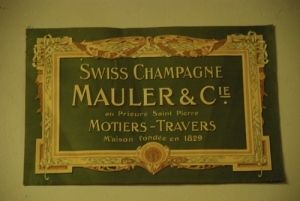 SWISS CHAMPAGNE
MAULER & CIE.
au Prieuré Saint Pierre
MOTIERS-TRAVERS
Maison fondée en 1829